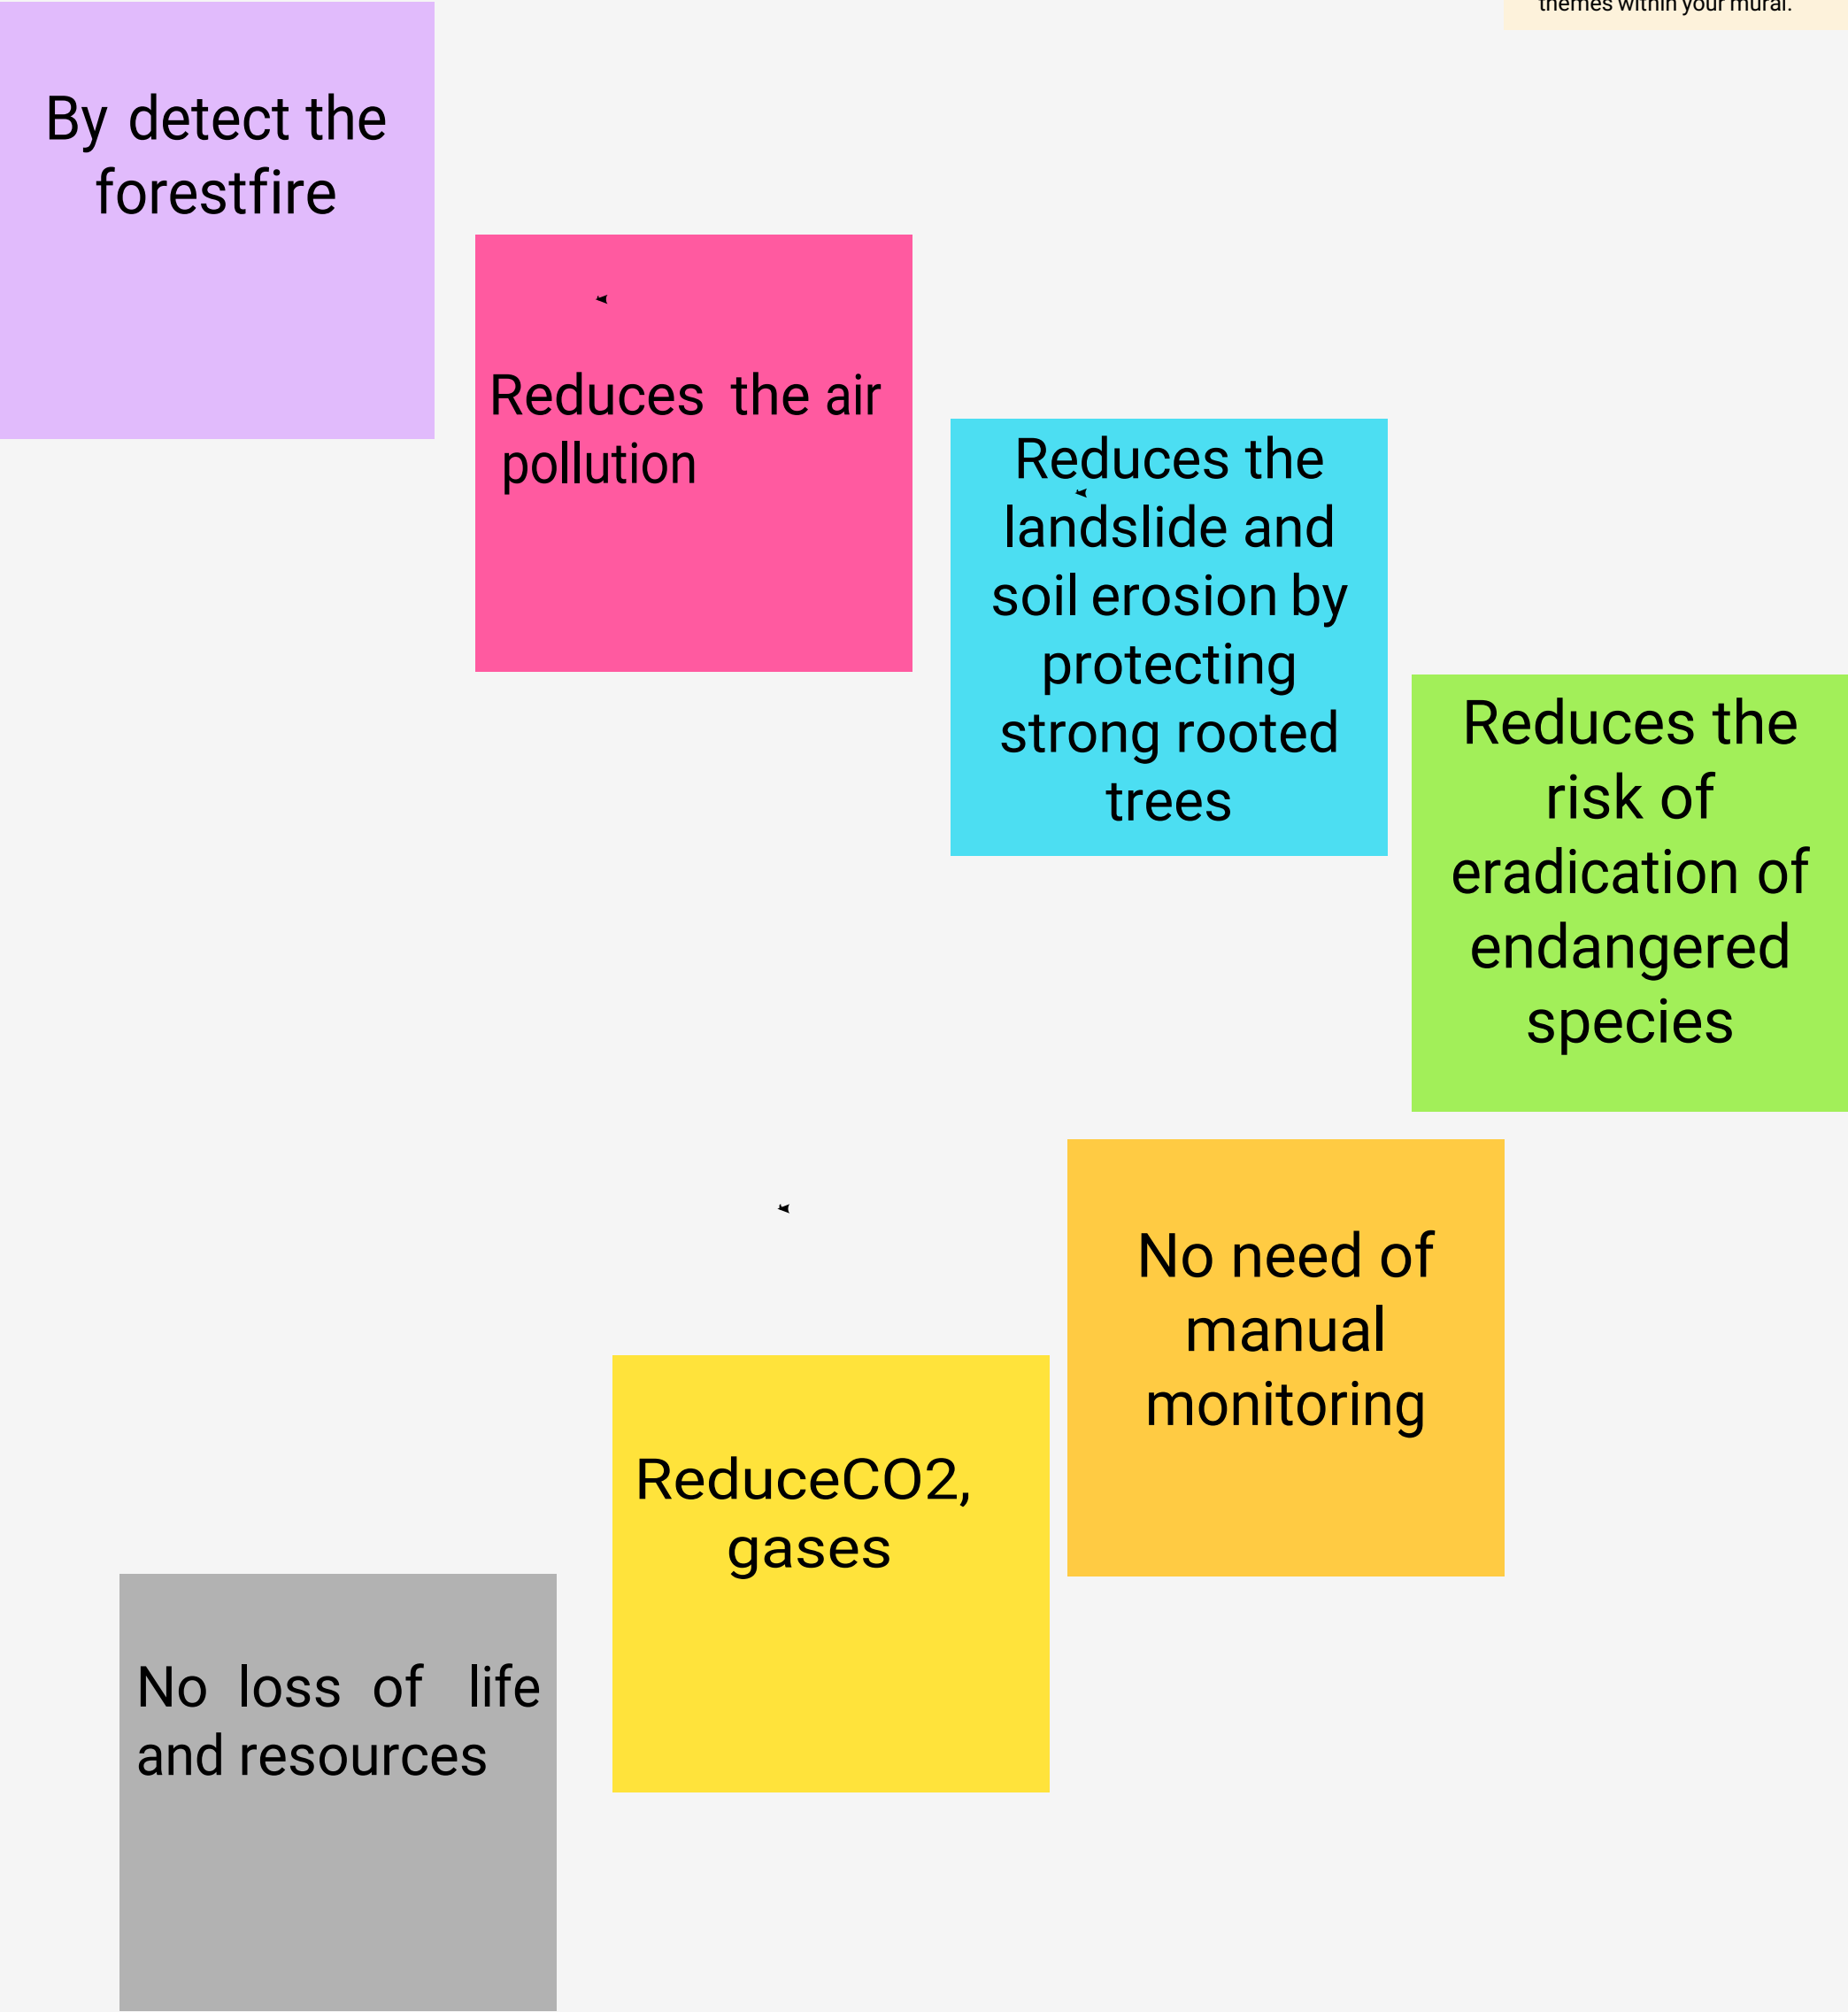 themes within your mural.
By detect the
forestfire
Reduces the air
pollution
Reduces the
landslide and
soil erosion by
protecting
strong rooted
trees
Reduces the
risk of
eradication of
endangered
species
No need of
manual
monitoring
ReduceCO2,
gases
No loss of life
and resources